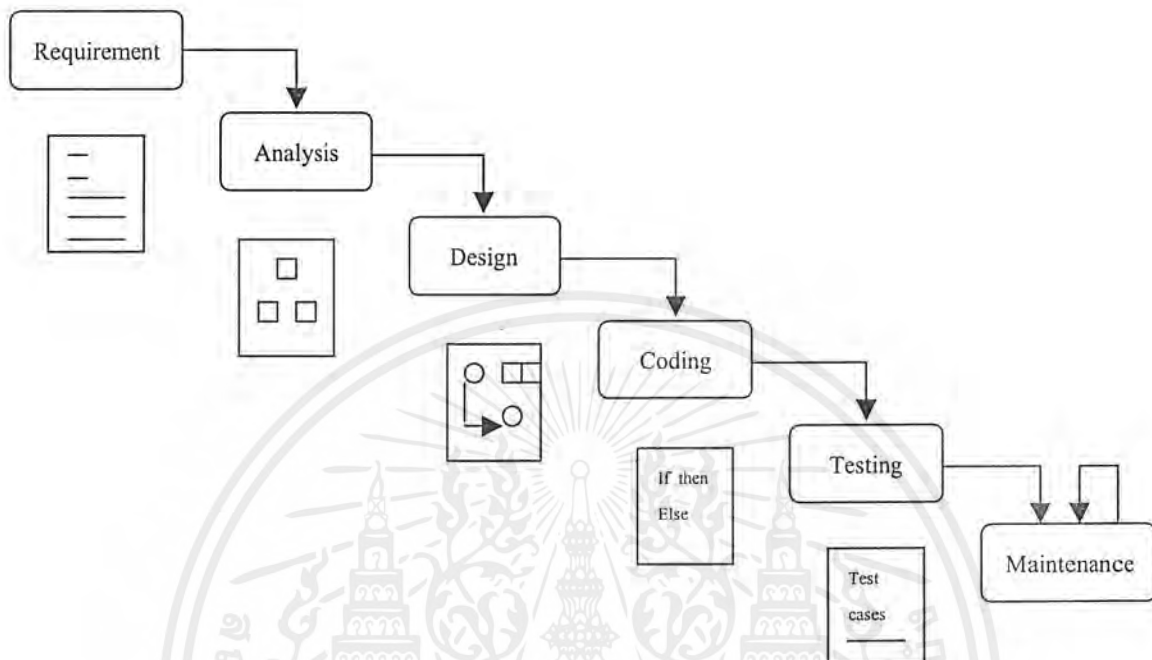 Requirement
Analysis
Design
Coding
If then
Else
Testing
Test
cases
Maintenance